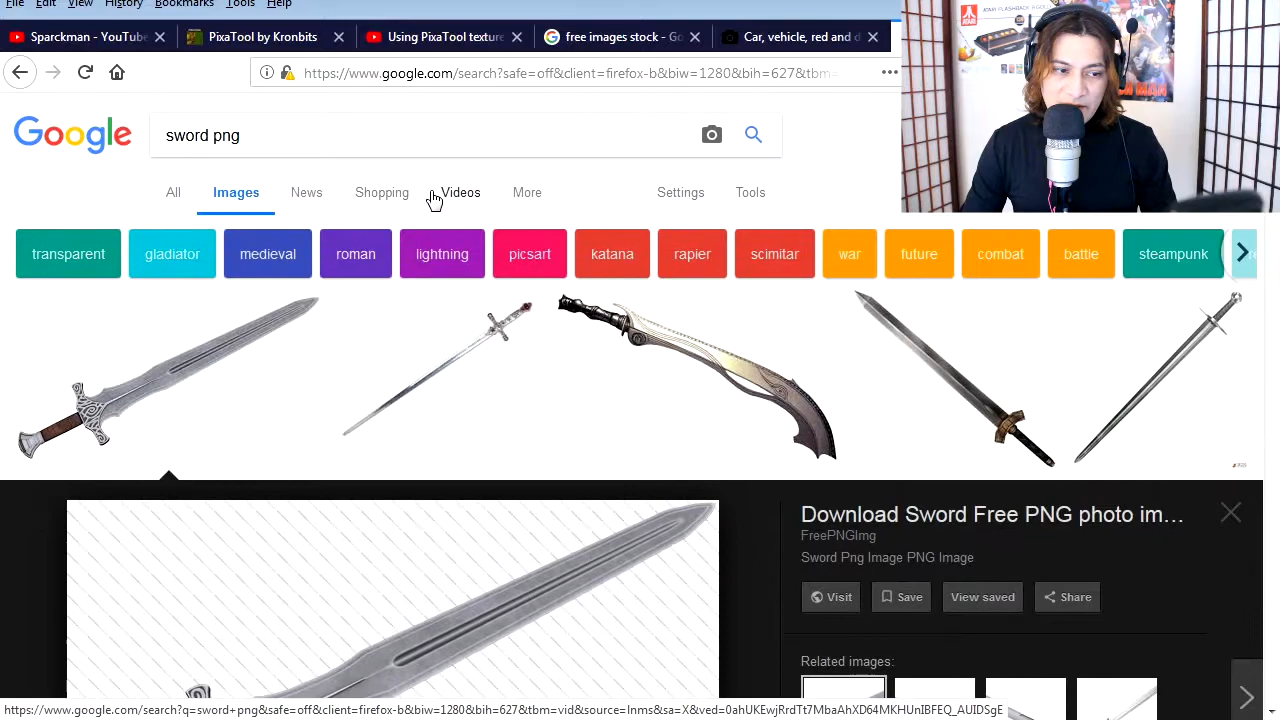 File Edit View History Bookmarks Tools Help
Sparckman - YouTube
PixaTool by Kronbits
Using PixaTool texture
free images stock - Go
Car, vehicle, red and d
https://www.google.com/search?safe=off&client=firefox-b&biw=1280&bih=627&tbm=
ATARI FLASHBACK
Google
sword png
All Images News Shopping Videos More Settings Tools
transparent gladiator medieval roman lightning picsart katana rapier scimitar war future combat battle steampunk
Download Sword Free PNG photo im...
FreePNGImg
Sword Png Image PNG Image
Visit Save View saved Share
Related images:
https://www.google.com/search?q=sword+png&safe=off&client=firefox-b&biw=1280&bih=627&tbm=vid&source=lnms&sa=X&ved=0ahUKEwjRrdTt7MbaAhXD64MKHUnIBFEQ_AUIDSgE